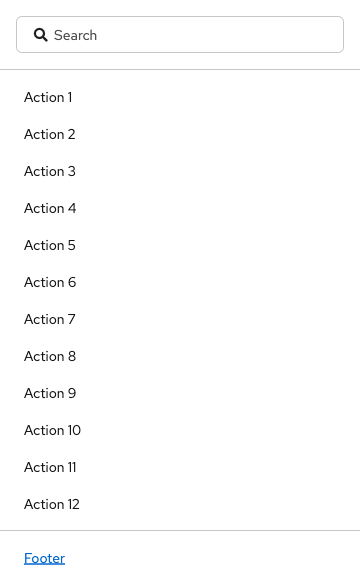 Search
Action 1
Action 2
Action 3
Action 4
Action 5
Action 6
Action 7
Action 8
Action 9
Action 10
Action 11
Action 12
Footer